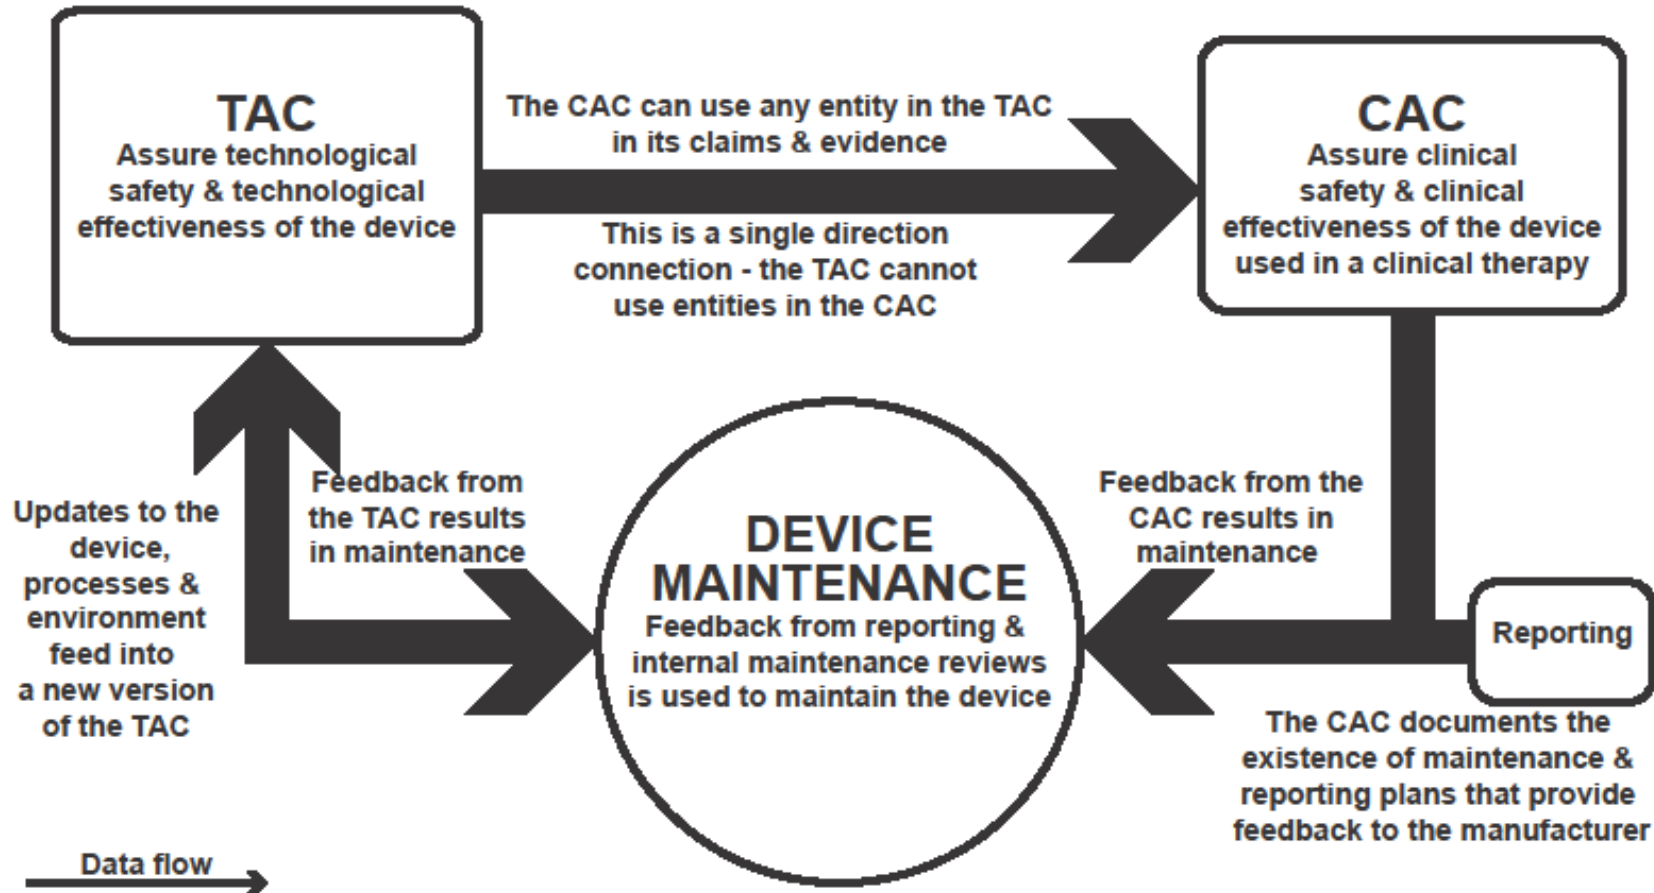 TAC
Assure technological
safety & technological
effectiveness of the device
The CAC can use any entity in the TAC
in its claims & evidence
This is a single direction
connection - the TAC cannot
use entities in the CAC
CAC
Assure clinical
safety & clinical
effectiveness of the device
used in a clinical therapy
Updates to the
device,
processes &
environment
feed into
a new version
of the TAC
Feedback from
the TAC results
in maintenance
DEVICE
MAINTENANCE
Feedback from reporting &
internal maintenance reviews
is used to maintain the device
Feedback from the
CAC results in
maintenance
Reporting
The CAC documents the
existence of maintenance &
reporting plans that provide
feedback to the manufacturer
Data flow